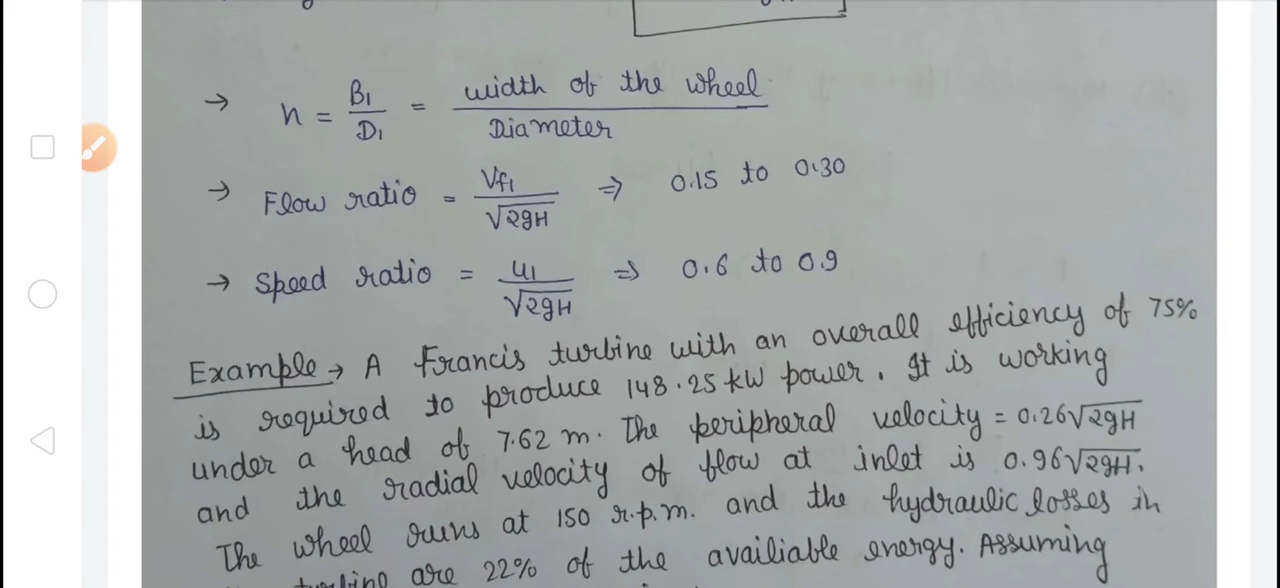 → n = B1/D1 = width of the wheel / Diameter
→ Flow ratio = Vf1/√2gH ⇒ 0.15 to 0.30
→ Speed ratio = u1/√2gH ⇒ 0.6 to 0.9
Example → A Francis turbine with an overall efficiency of 75%
is required to produce 148.25 kW power. It is working
under a head of 7.62 m. The peripheral velocity = 0.26√2gH
and the radial velocity of flow at inlet is 0.96√2gH.
The wheel runs at 150 r.p.m. and the hydraulic losses in
are 22% of the availiable energy. Assuming